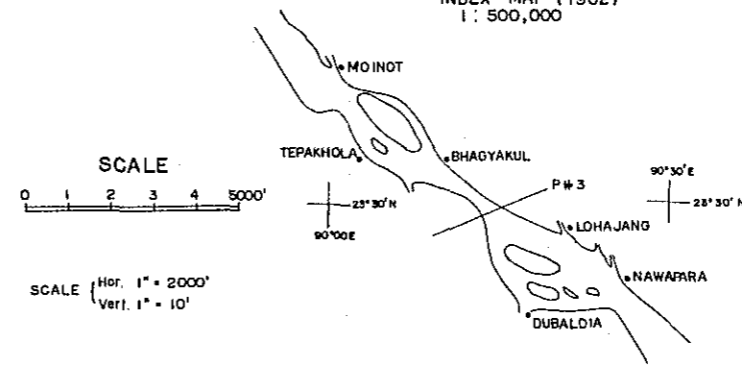 INDEX MAP (1962)
1: 500,000
MOINOT
TEPAKHOLA
BHAGYAKUL
SCALE
0 1 2 3 4 5000'
23°30'N
90°00E
P#3
90°30'E
23°30'N
LOHAJANG
NAWAPARA
DUBALDIA
SCALE { Hor. 1" = 2000'
Vert. 1" = 10'